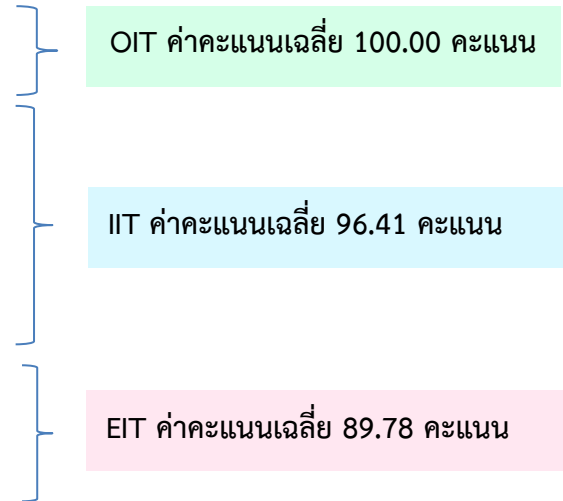 OIT ค่าคะแนนเฉลี่ย 100.00 คะแนน
IIT ค่าคะแนนเฉลี่ย 96.41 คะแนน
EIT ค่าคะแนนเฉลี่ย 89.78 คะแนน